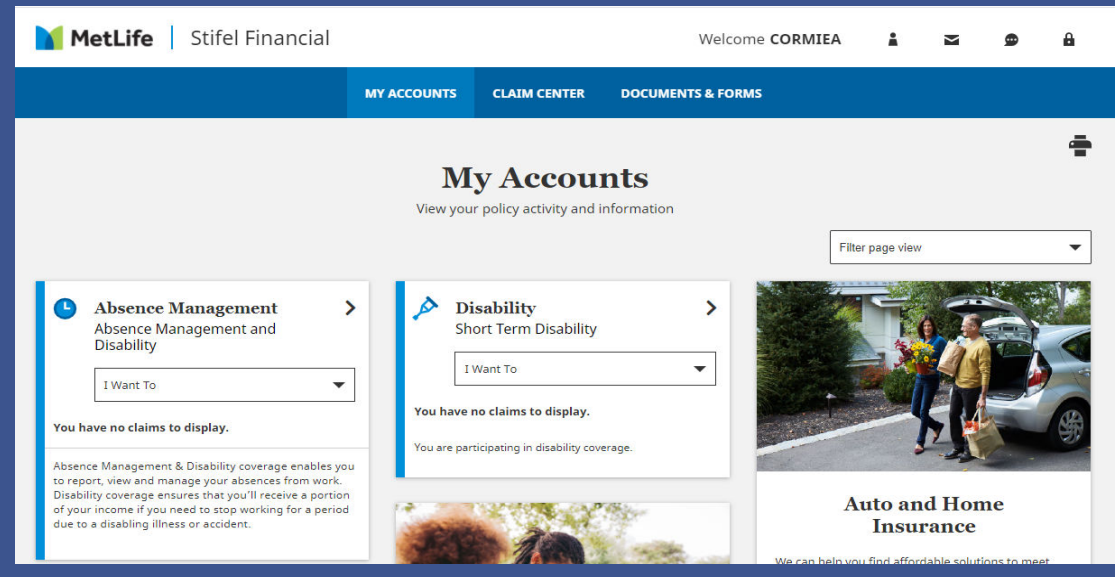 MetLife | Stifel Financial
Welcome CORMIEA
MY ACCOUNTS CLAIM CENTER DOCUMENTS & FORMS
My Accounts
View your policy activity and information
Filter page view
Absence Management
Absence Management and
Disability
I Want To
You have no claims to display.
Absence Management & Disability coverage enables you
to report, view and manage your absences from work.
Disability coverage ensures that you'll receive a portion
of your income if you need to stop working for a period
due to a disabling illness or accident.
Disability
Short Term Disability
I Want To
You have no claims to display.
You are participating in disability coverage.
Auto and Home
Insurance
We can help you find affordable solutions to meet